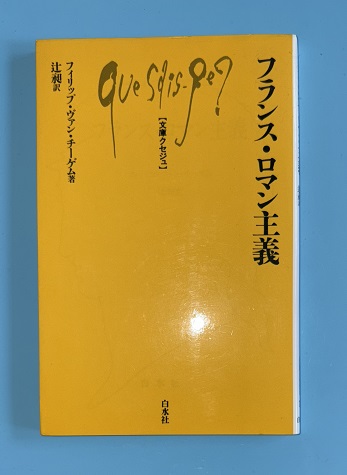 フランス・ロマン主義
Que sais-je?
［文庫クセジュ］
フィリップ・ヴァン・チーゲム著
辻昶訳
白水社